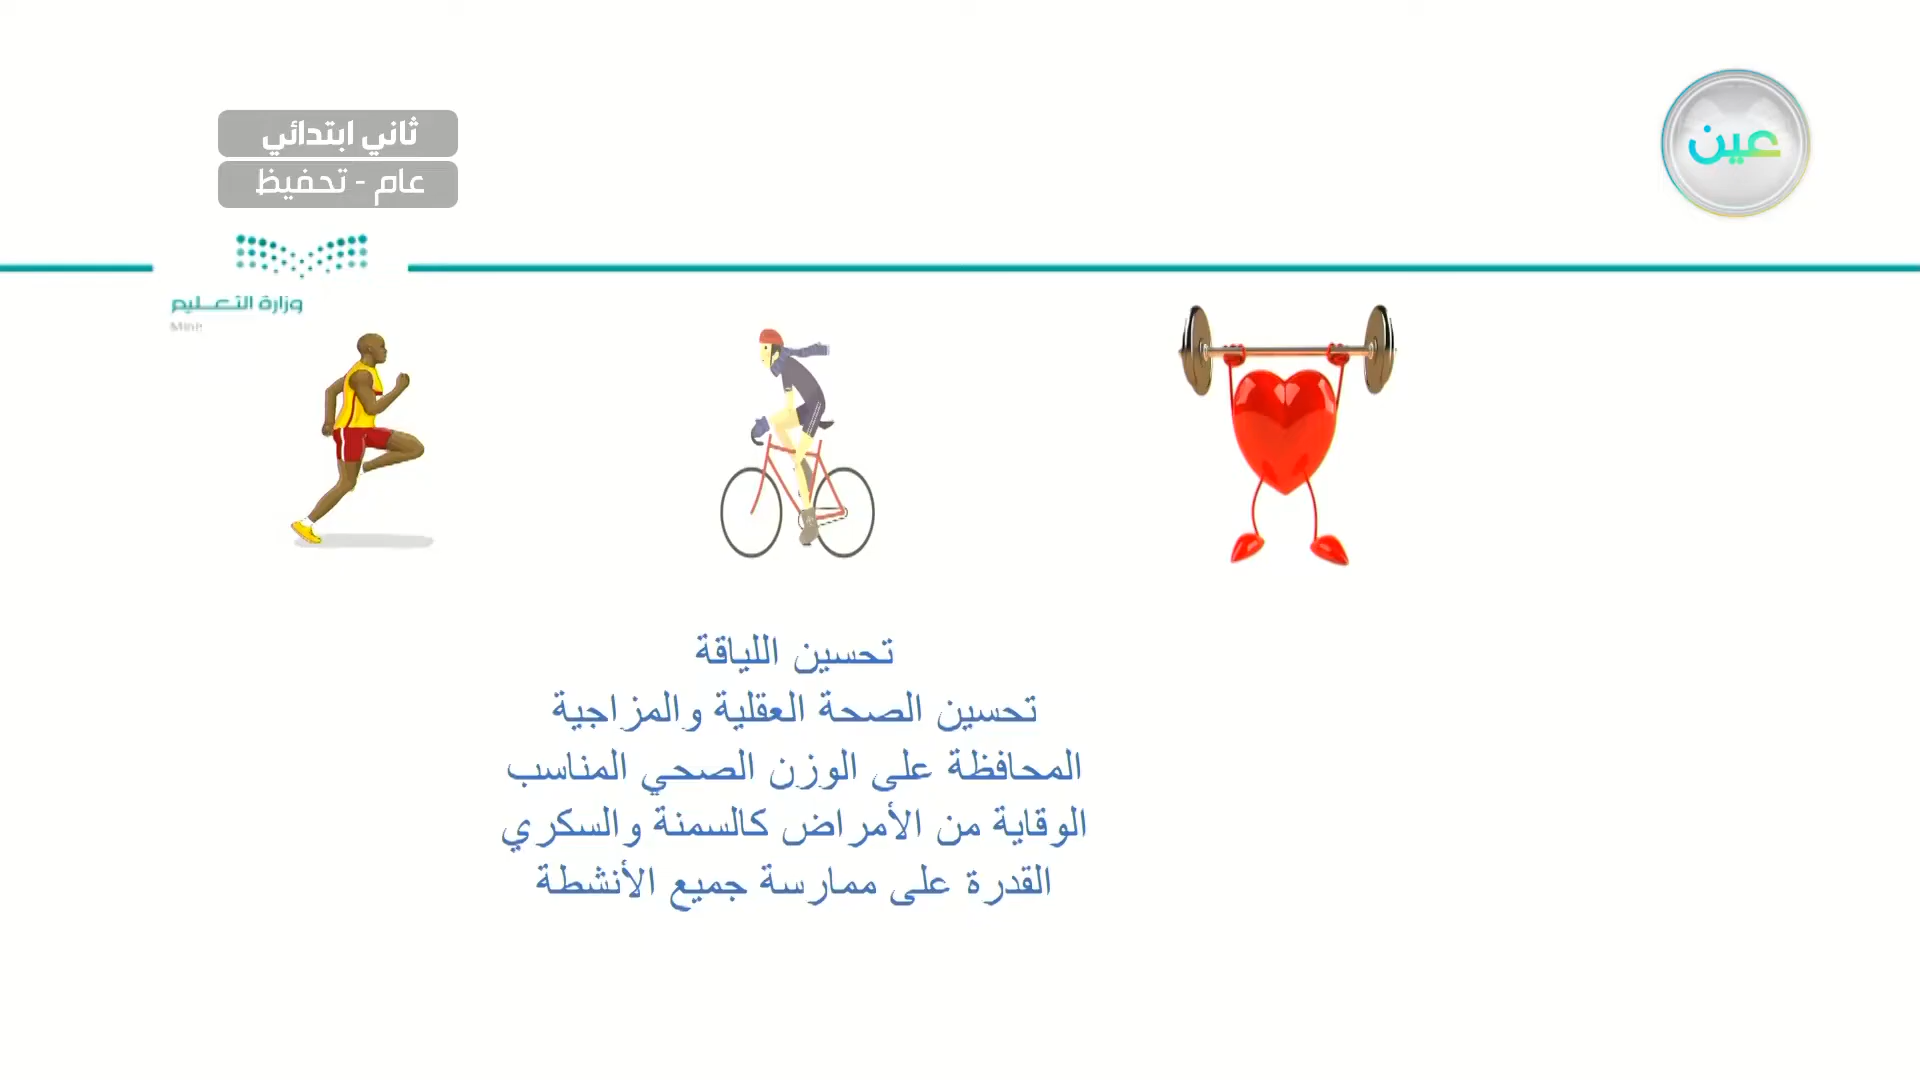 ثاني ابتدائي
عام - تحفيظ
عين
وزارة التعليم
تحسين اللياقة
تحسين الصحة العقلية والمزاجية
المحافظة على الوزن الصحي المناسب
الوقاية من الأمراض كالسمنة والسكري
القدرة على ممارسة جميع الأنشطة